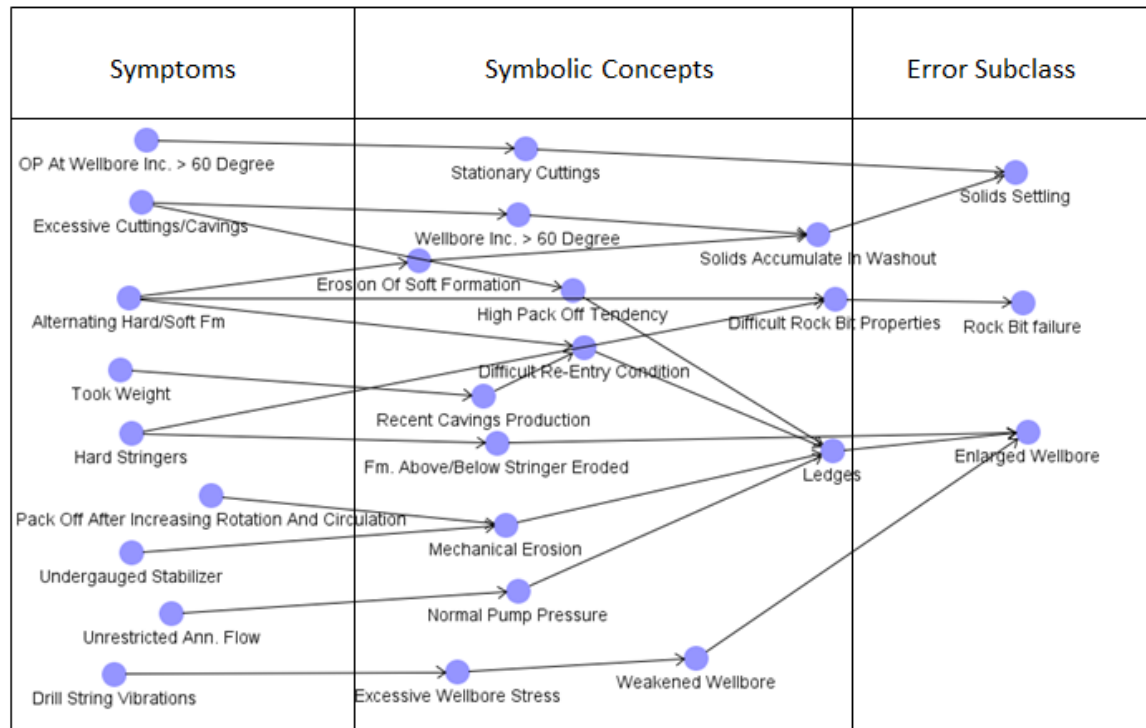 Symptoms
Symbolic Concepts
Error Subclass
OP At Wellbore Inc. > 60 Degree
Stationary Cuttings
Solids Settling
Excessive Cuttings/Cavings
Wellbore Inc. > 60 Degree
Solids Accumulate In Washout
Erosion Of Soft Formation
Alternating Hard/Soft Fm
High Pack Off Tendency
Difficult Rock Bit Properties
Rock Bit failure
Difficult Re-Entry Condition
Took Weight
Recent Cavings Production
Hard Stringers
Fm. Above/Below Stringer Eroded
Ledges
Enlarged Wellbore
Pack Off After Increasing Rotation And Circulation
Mechanical Erosion
Undergauged Stabilizer
Normal Pump Pressure
Unrestricted Ann. Flow
Drill String Vibrations
Excessive Wellbore Stress
Weakened Wellbore